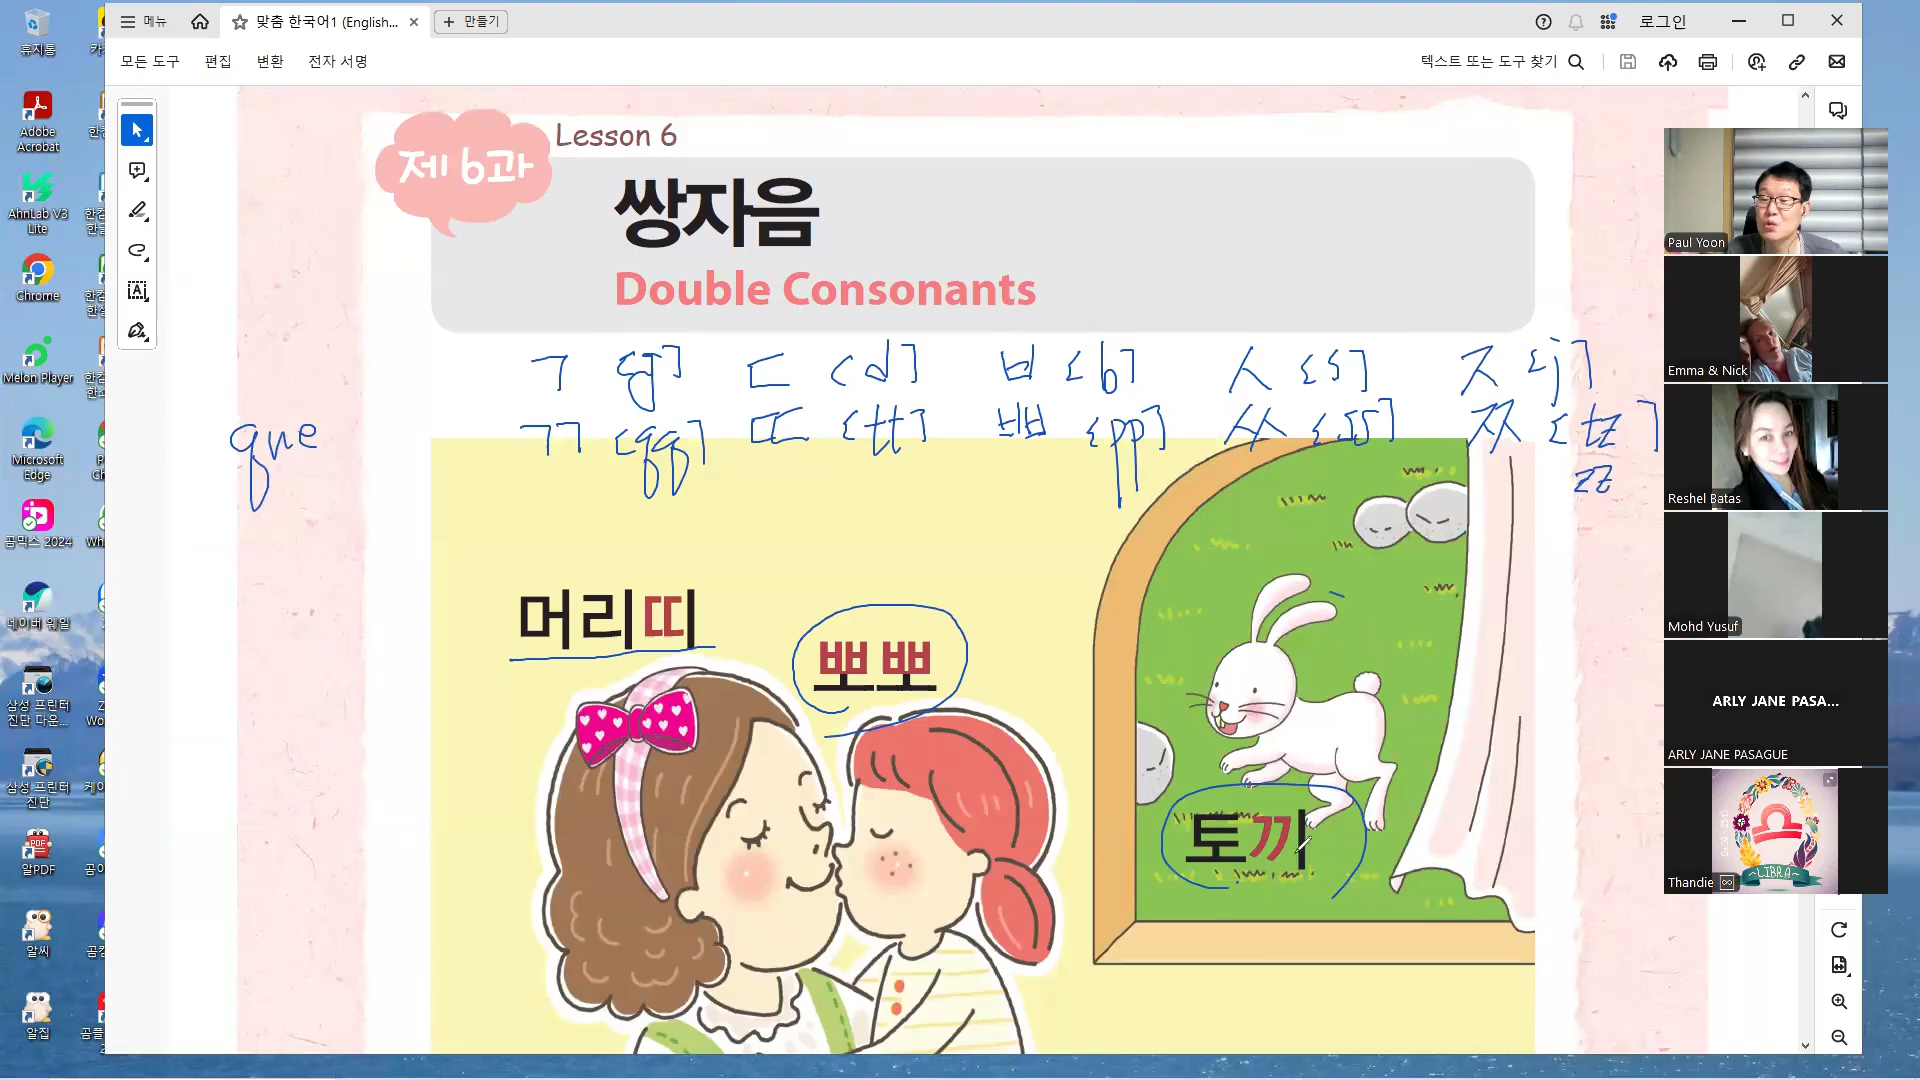 메뉴
맞춤 한국어1 (English...
만들기
로그인
모든 도구
편집
변환
전자 서명
텍스트 또는 도구 찾기
휴지통
Adobe Acrobat
AhnLab V3 Lite
Chrome
Melon Player
Microsoft Edge
곰믹스 2024
네이버 웨일
삼성 프린터 진단 다운...
삼성 프린터 진단
알PDF
알씨
알집
제6과
Lesson 6
쌍자음
Double Consonants
ㄱ [g] ㄷ [d] ㅂ [b] ㅅ [s] ㅈ [j]
que
ㄲ [qq] ㄸ [tt] ㅃ [pp] ㅆ [ss] ㅉ [tz]
zz
머리띠
뽀뽀
토끼
Paul Yoon
Emma & Nick
Reshel Batas
Mohd Yusuf
ARLY JANE PASA...
ARLY JANE PASAGUE
LIBRA
Thandie